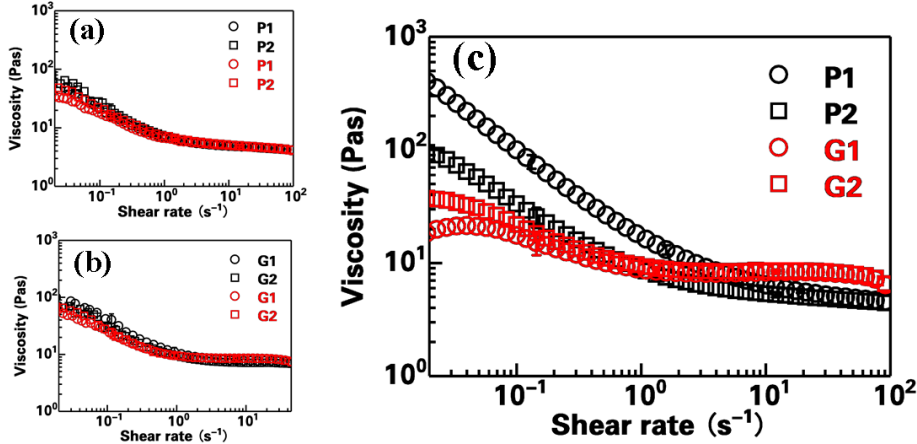 (a)
P1
P2
P1
P2
Viscosity (Pas)
10³
10²
10¹
10⁰
10⁻¹ 10⁰ 10¹ 10²
Shear rate (s⁻¹)
(b)
G1
G2
G1
G2
Viscosity (Pas)
10³
10²
10¹
10⁰
10⁻¹ 10⁰ 10¹
Shear rate (s⁻¹)
(c)
P1
P2
G1
G2
Viscosity (Pas)
10³
10²
10¹
10⁰
10⁻¹ 10⁰ 10¹ 10²
Shear rate (s⁻¹)